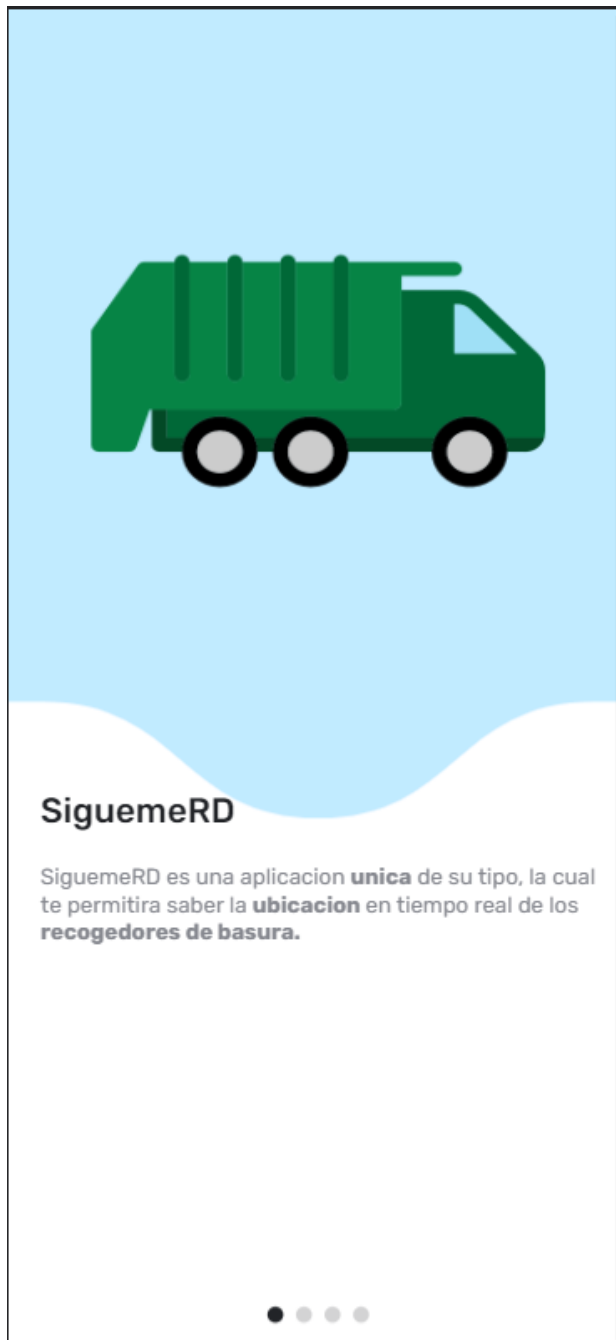 SiguemeRD
SiguemeRD es una aplicacion unica de su tipo, la cual
te permitira saber la ubicacion en tiempo real de los
recogedores de basura.